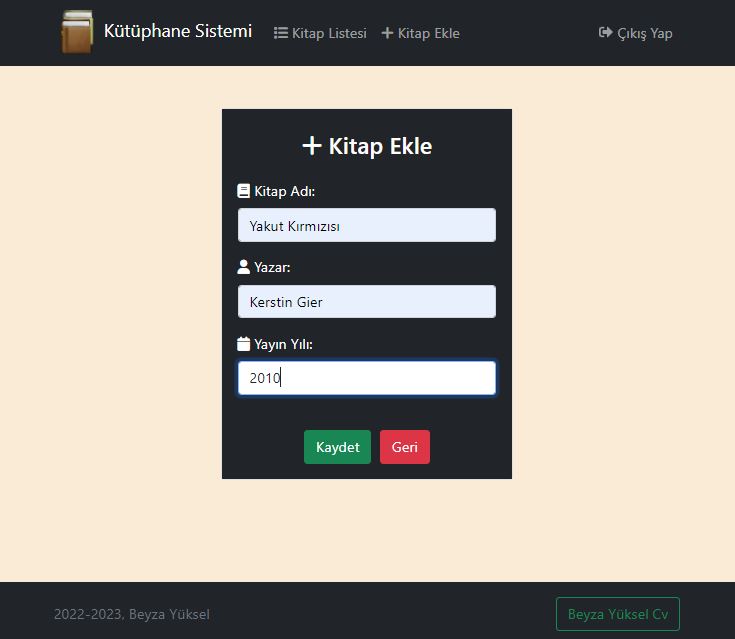 Kütüphane Sistemi Kitap Listesi Kitap Ekle Çıkış Yap
Kitap Ekle
Kitap Adı:
Yakut Kırmızısı
Yazar:
Kerstin Gier
Yayın Yılı:
2010
Kaydet Geri
2022-2023, Beyza Yüksel Beyza Yüksel Cv